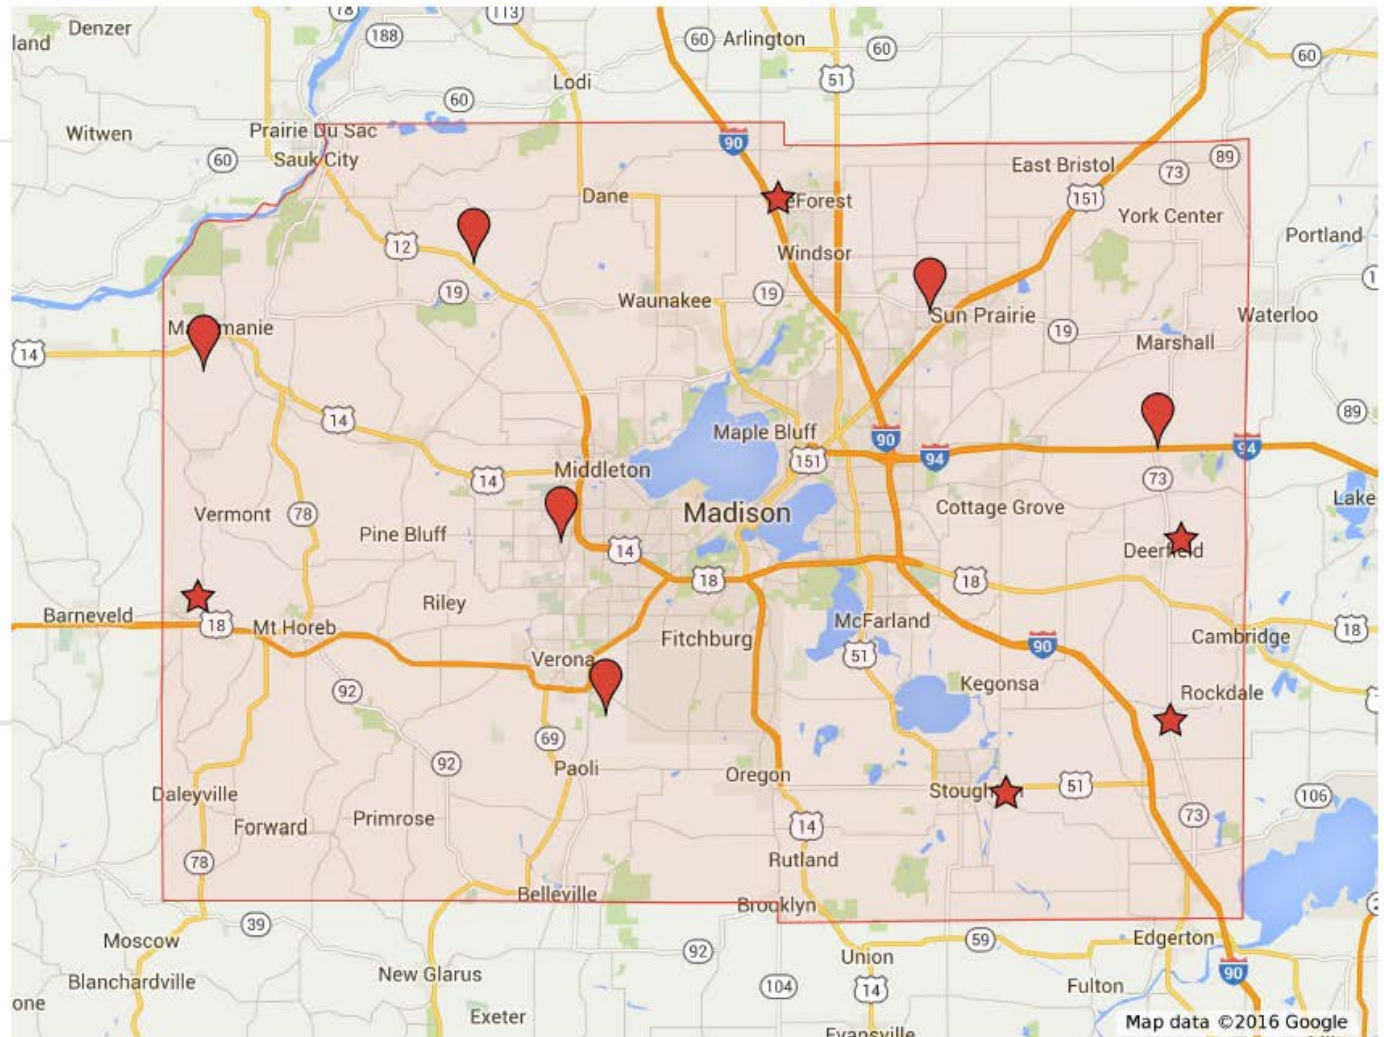 78
113
Denzer
land
188
60
Arlington
60
60
51
Lodi
60
Witwen
Prairie Du Sac
90
60
Sauk City
East Bristol
89
73
Dane
eForest
151
York Center
12
Windsor
Portland
19
Waunakee
19
Sun Prairie
Waterloo
19
Marshall
14
14
89
Maple Bluff
90
151
94
94
Middleton
14
73
Lake
Vermont
78
Pine Bluff
Madison
Cottage Grove
14
Deerfield
18
18
Barneveld
18
Mt Horeb
Riley
McFarland
Fitchburg
51
90
Cambridge
18
Verona
92
Kegonsa
Rockdale
69
92
Paoli
Oregon
Daleyville
51
106
Forward
Primrose
14
73
78
Rutland
Belleville
Brooklyn
39
Moscow
92
59
Edgerton
Union
Blanchardville
New Glarus
90
one
104
14
Fulton
Exeter
Evansville
Map data ©2016 Google